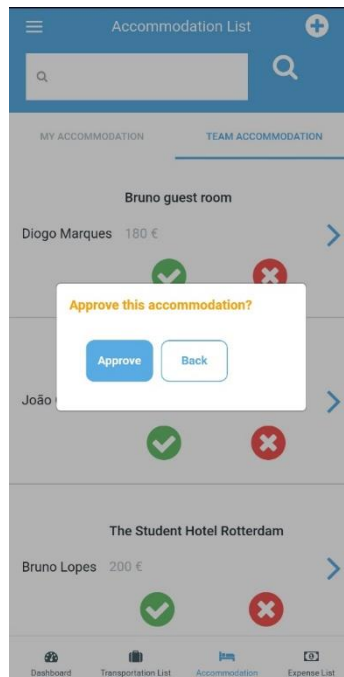 Accommodation List
MY ACCOMMODATION TEAM ACCOMMODATION
Bruno guest room
Diogo Marques 180 €
Approve this accommodation?
Approve Back
João
The Student Hotel Rotterdam
Bruno Lopes 200 €
Dashboard Transportation List Accommodation Expense List